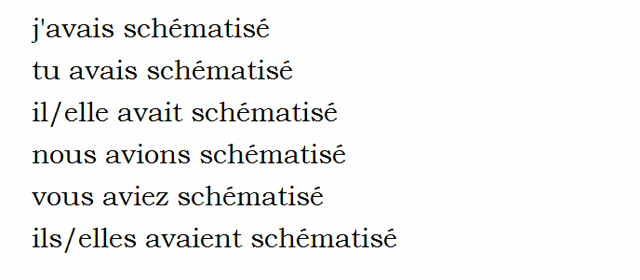 j'avais schématisé
tu avais schématisé
il/elle avait schématisé
nous avions schématisé
vous aviez schématisé
ils/elles avaient schématisé